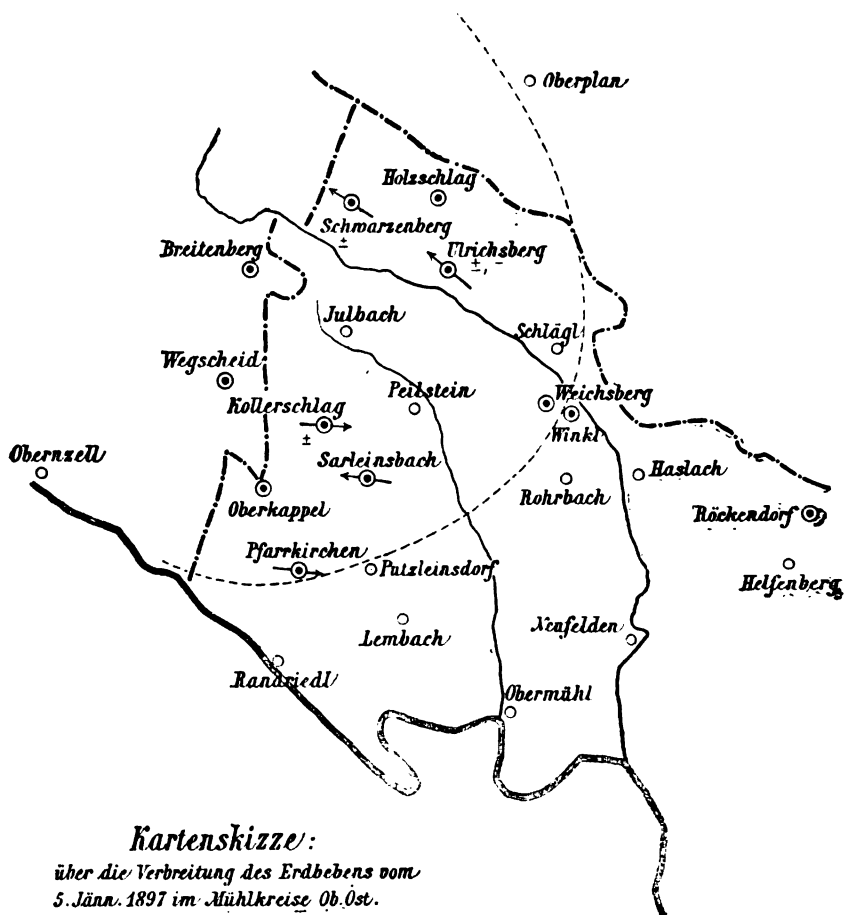 Oberplan
Holzschlag
Schwarzenberg
±
Ulrichsberg
±, -
Breitenberg
Julbach
Schlägl
Wegscheid
Peilstein
Weichsberg
Kollerschlag
±
Winkl
Obernzell
Sarleinsbach
Haslach
Rohrbach
Oberkappel
Röckendorf
Pfarrkirchen
Putzleinsdorf
Helfenberg
Lembach
Neufelden
Randriedl
Obermühl
Kartenskizze:
über die Verbreitung des Erdbebens vom
5. Jänn. 1897 im Mühlkreise Ob. Öst.